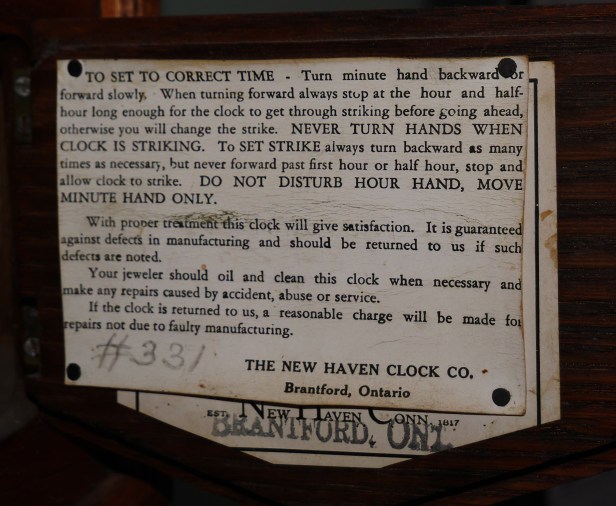 TO SET TO CORRECT TIME - Turn minute hand backward or
forward slowly. When turning forward always stop at the hour and half-
hour long enough for the clock to get through striking before going ahead,
otherwise you will change the strike. NEVER TURN HANDS WHEN
CLOCK IS STRIKING. To SET STRIKE always turn backward as many
times as necessary, but never forward past first hour or half hour, stop and
allow clock to strike. DO NOT DISTURB HOUR HAND, MOVE
MINUTE HAND ONLY.
With proper treatment this clock will give satisfaction. It is guaranteed
against defects in manufacturing and should be returned to us if such
defects are noted.
Your jeweler should oil and clean this clock when necessary and
make any repairs caused by accident, abuse or service.
If the clock is returned to us, a reasonable charge will be made for
repairs not due to faulty manufacturing.
#331
THE NEW HAVEN CLOCK CO.
Brantford, Ontario
EST. NEW HAVEN CONN. 1817
BRANTFORD, ONT.